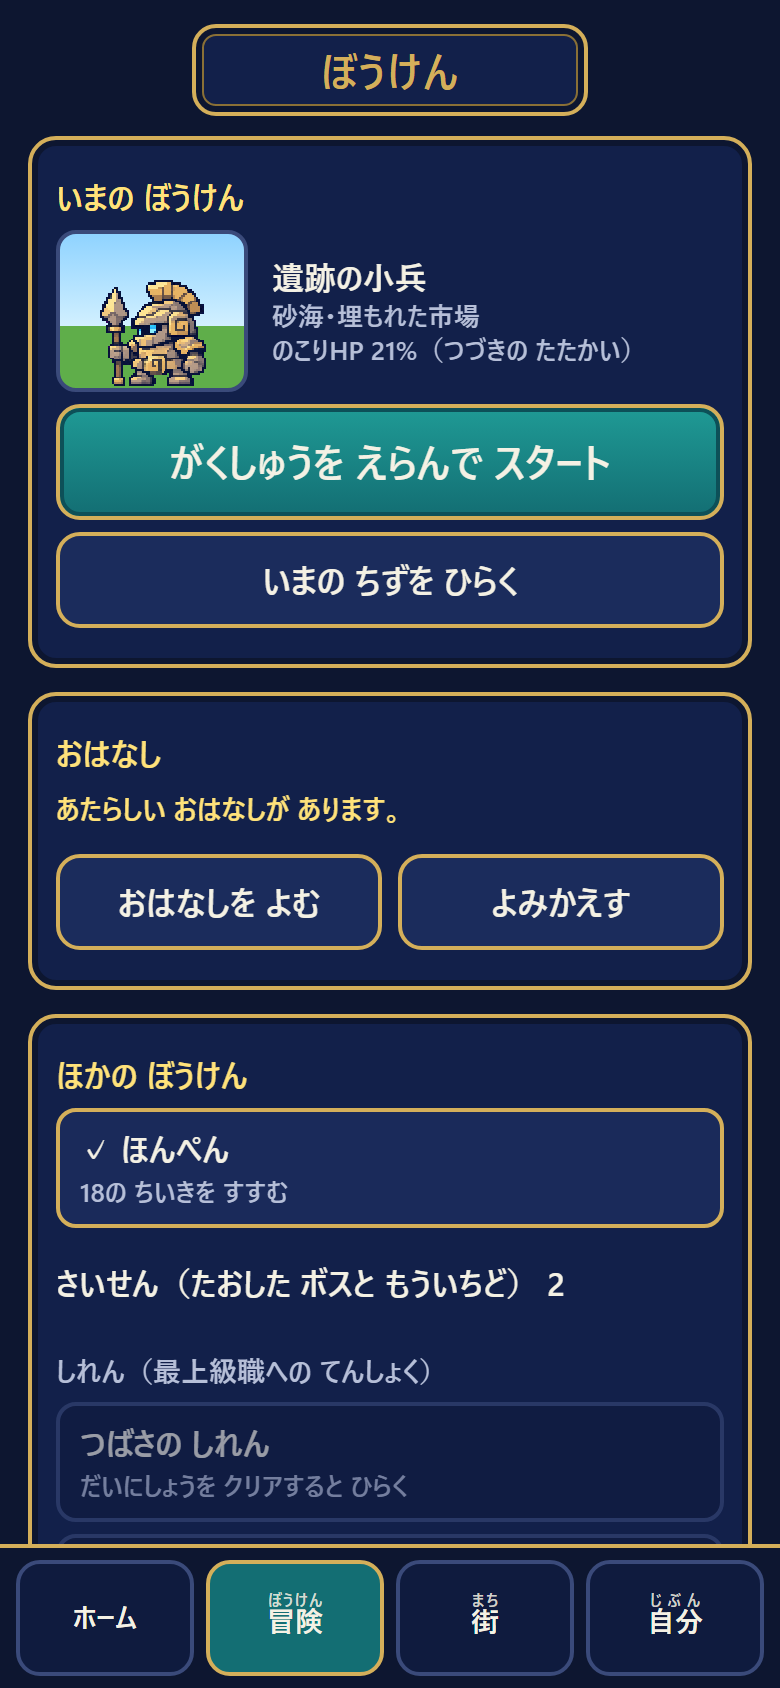 ぼうけん
いまの ぼうけん
遺跡の小兵
砂海・埋もれた市場
のこりHP 21%（つづきの たたかい）
がくしゅうを えらんで スタート
いまの ちずを ひらく
おはなし
あたらしい おはなしが あります。
おはなしを よむ
よみかえす
ほかの ぼうけん
✓ ほんぺん
18の ちいきを すすむ
さいせん（たおした ボスと もういちど） 2
しれん（最上級職への てんしょく）
つばさの しれん
だいにしょうを クリアすると ひらく
ホーム
ぼうけん
冒険
まち
街
じぶん
自分